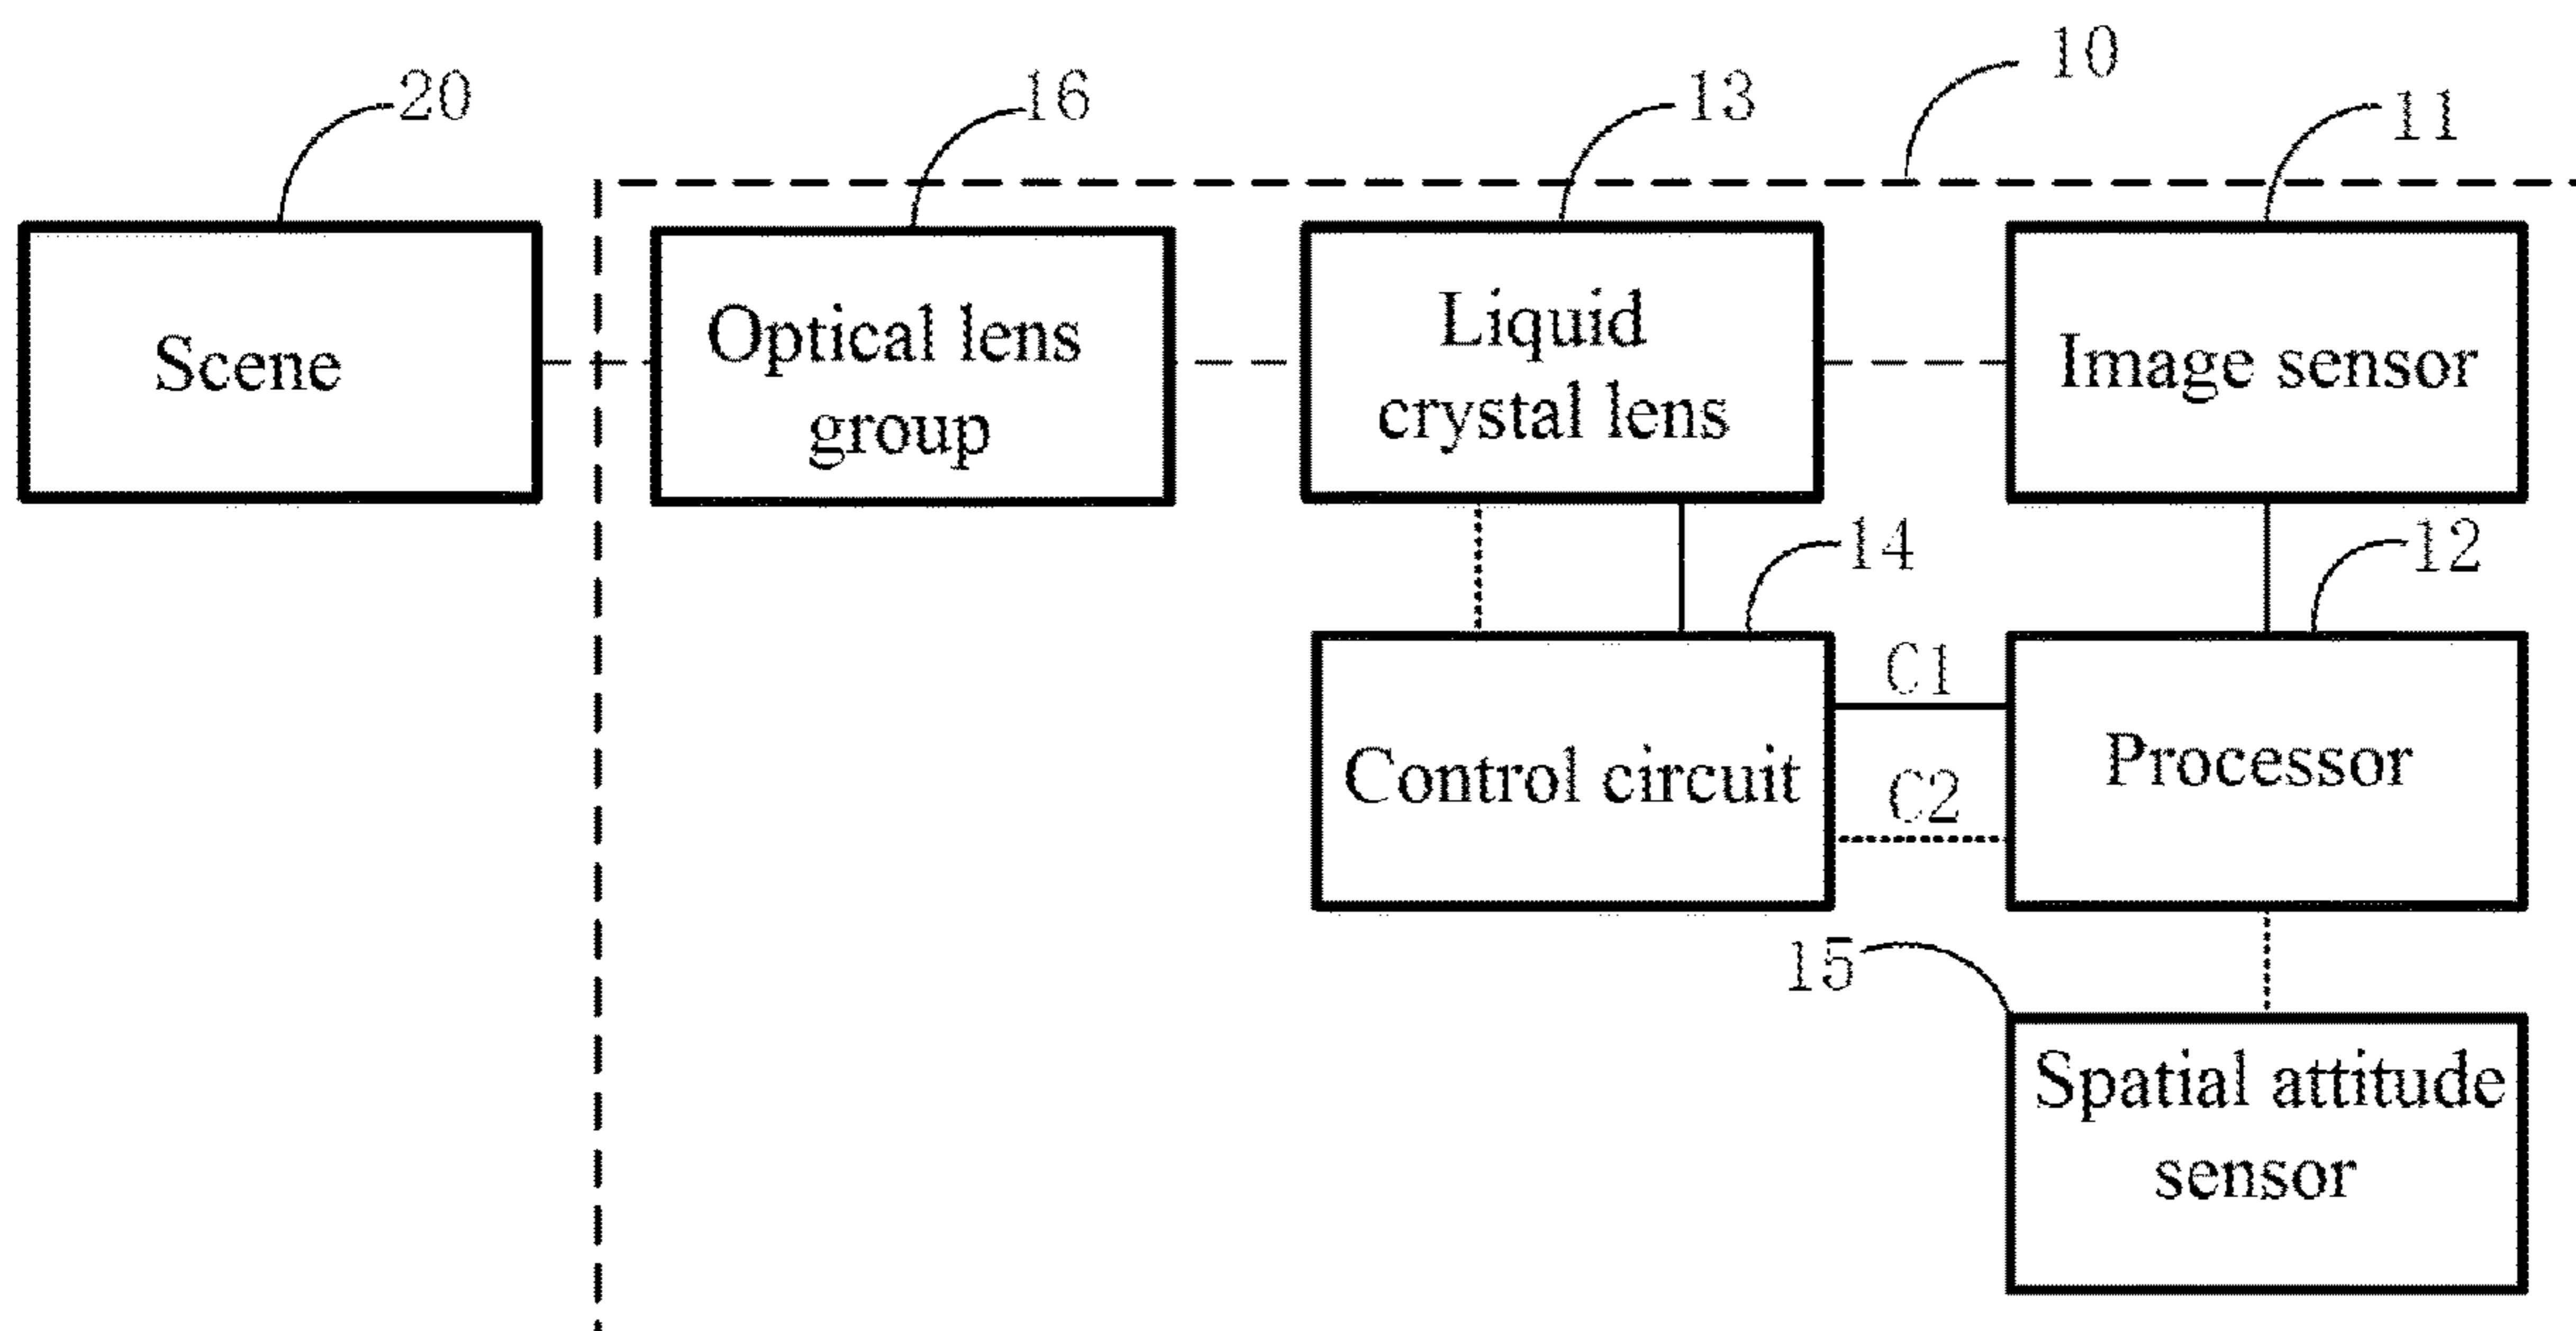 10
20
16
13
11
Scene
Optical lens
group
Liquid
crystal lens
Image sensor
14
12
C1
Control circuit
C2
Processor
15
Spatial attitude
sensor